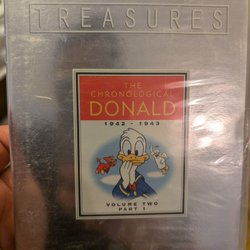 TREASURES
THE
CHRONOLOGICAL
DONALD
1942 - 1943
VOLUME TWO
PART 1